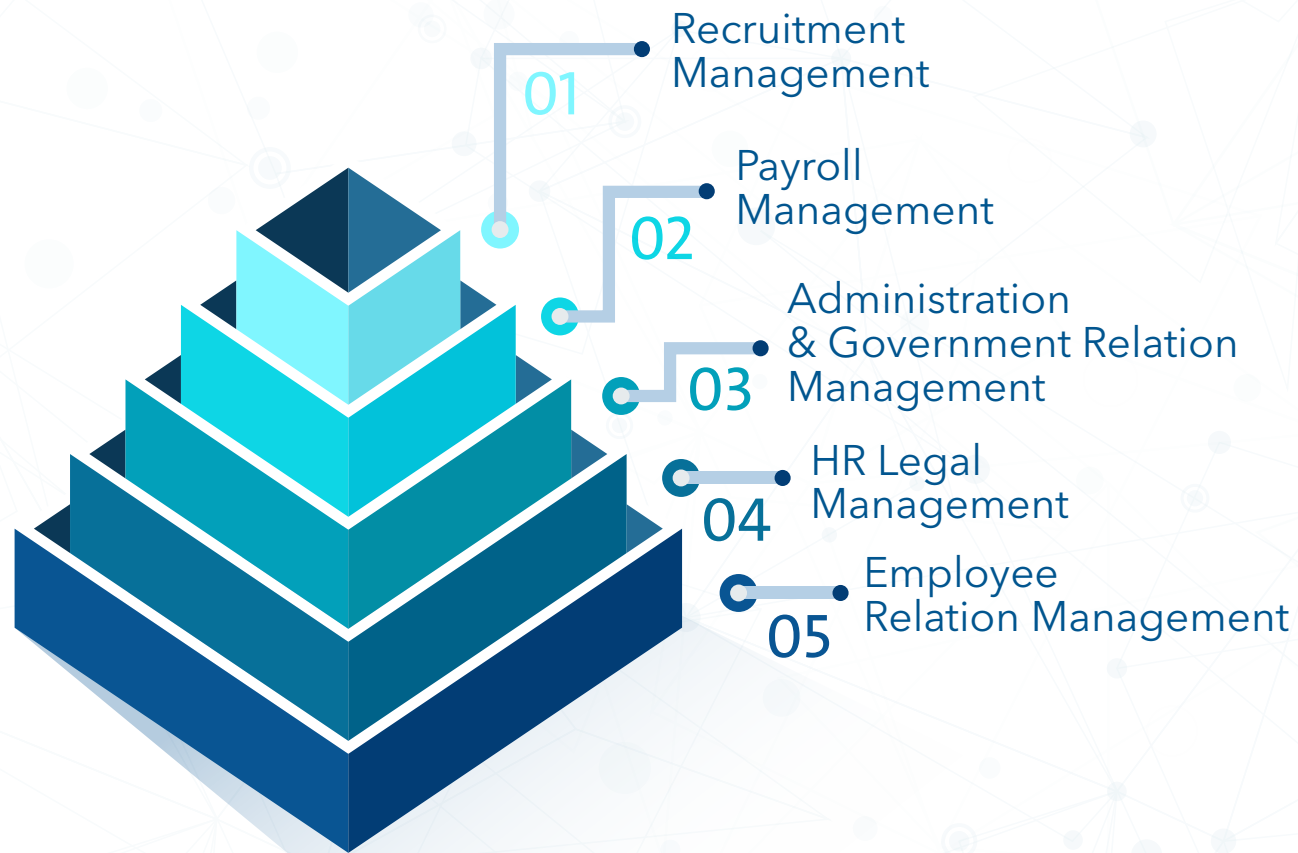 01
Recruitment
Management
02
Payroll
Management
03
Administration
& Government Relation
Management
04
HR Legal
Management
05
Employee
Relation Management